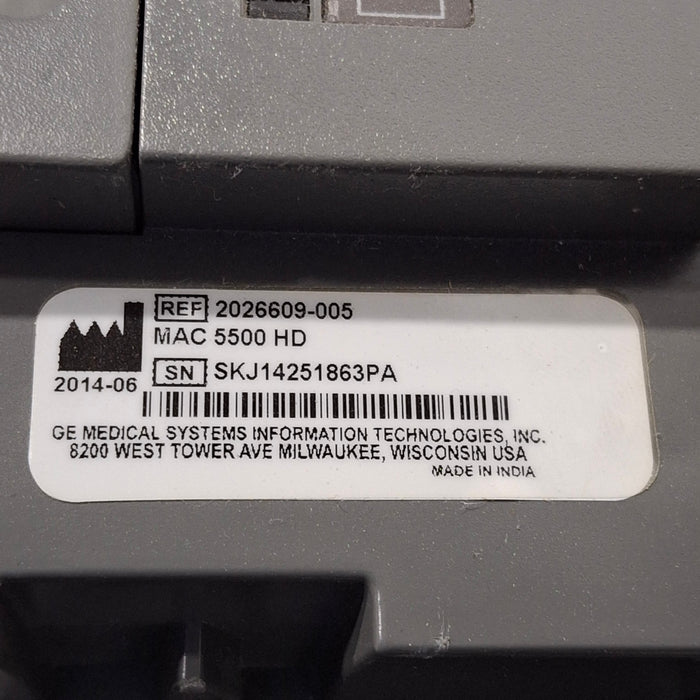 REF 2026609-005
MAC 5500 HD
SN SKJ14251863PA
2014-06
GE MEDICAL SYSTEMS INFORMATION TECHNOLOGIES, INC.
8200 WEST TOWER AVE MILWAUKEE, WISCONSIN USA
MADE IN INDIA